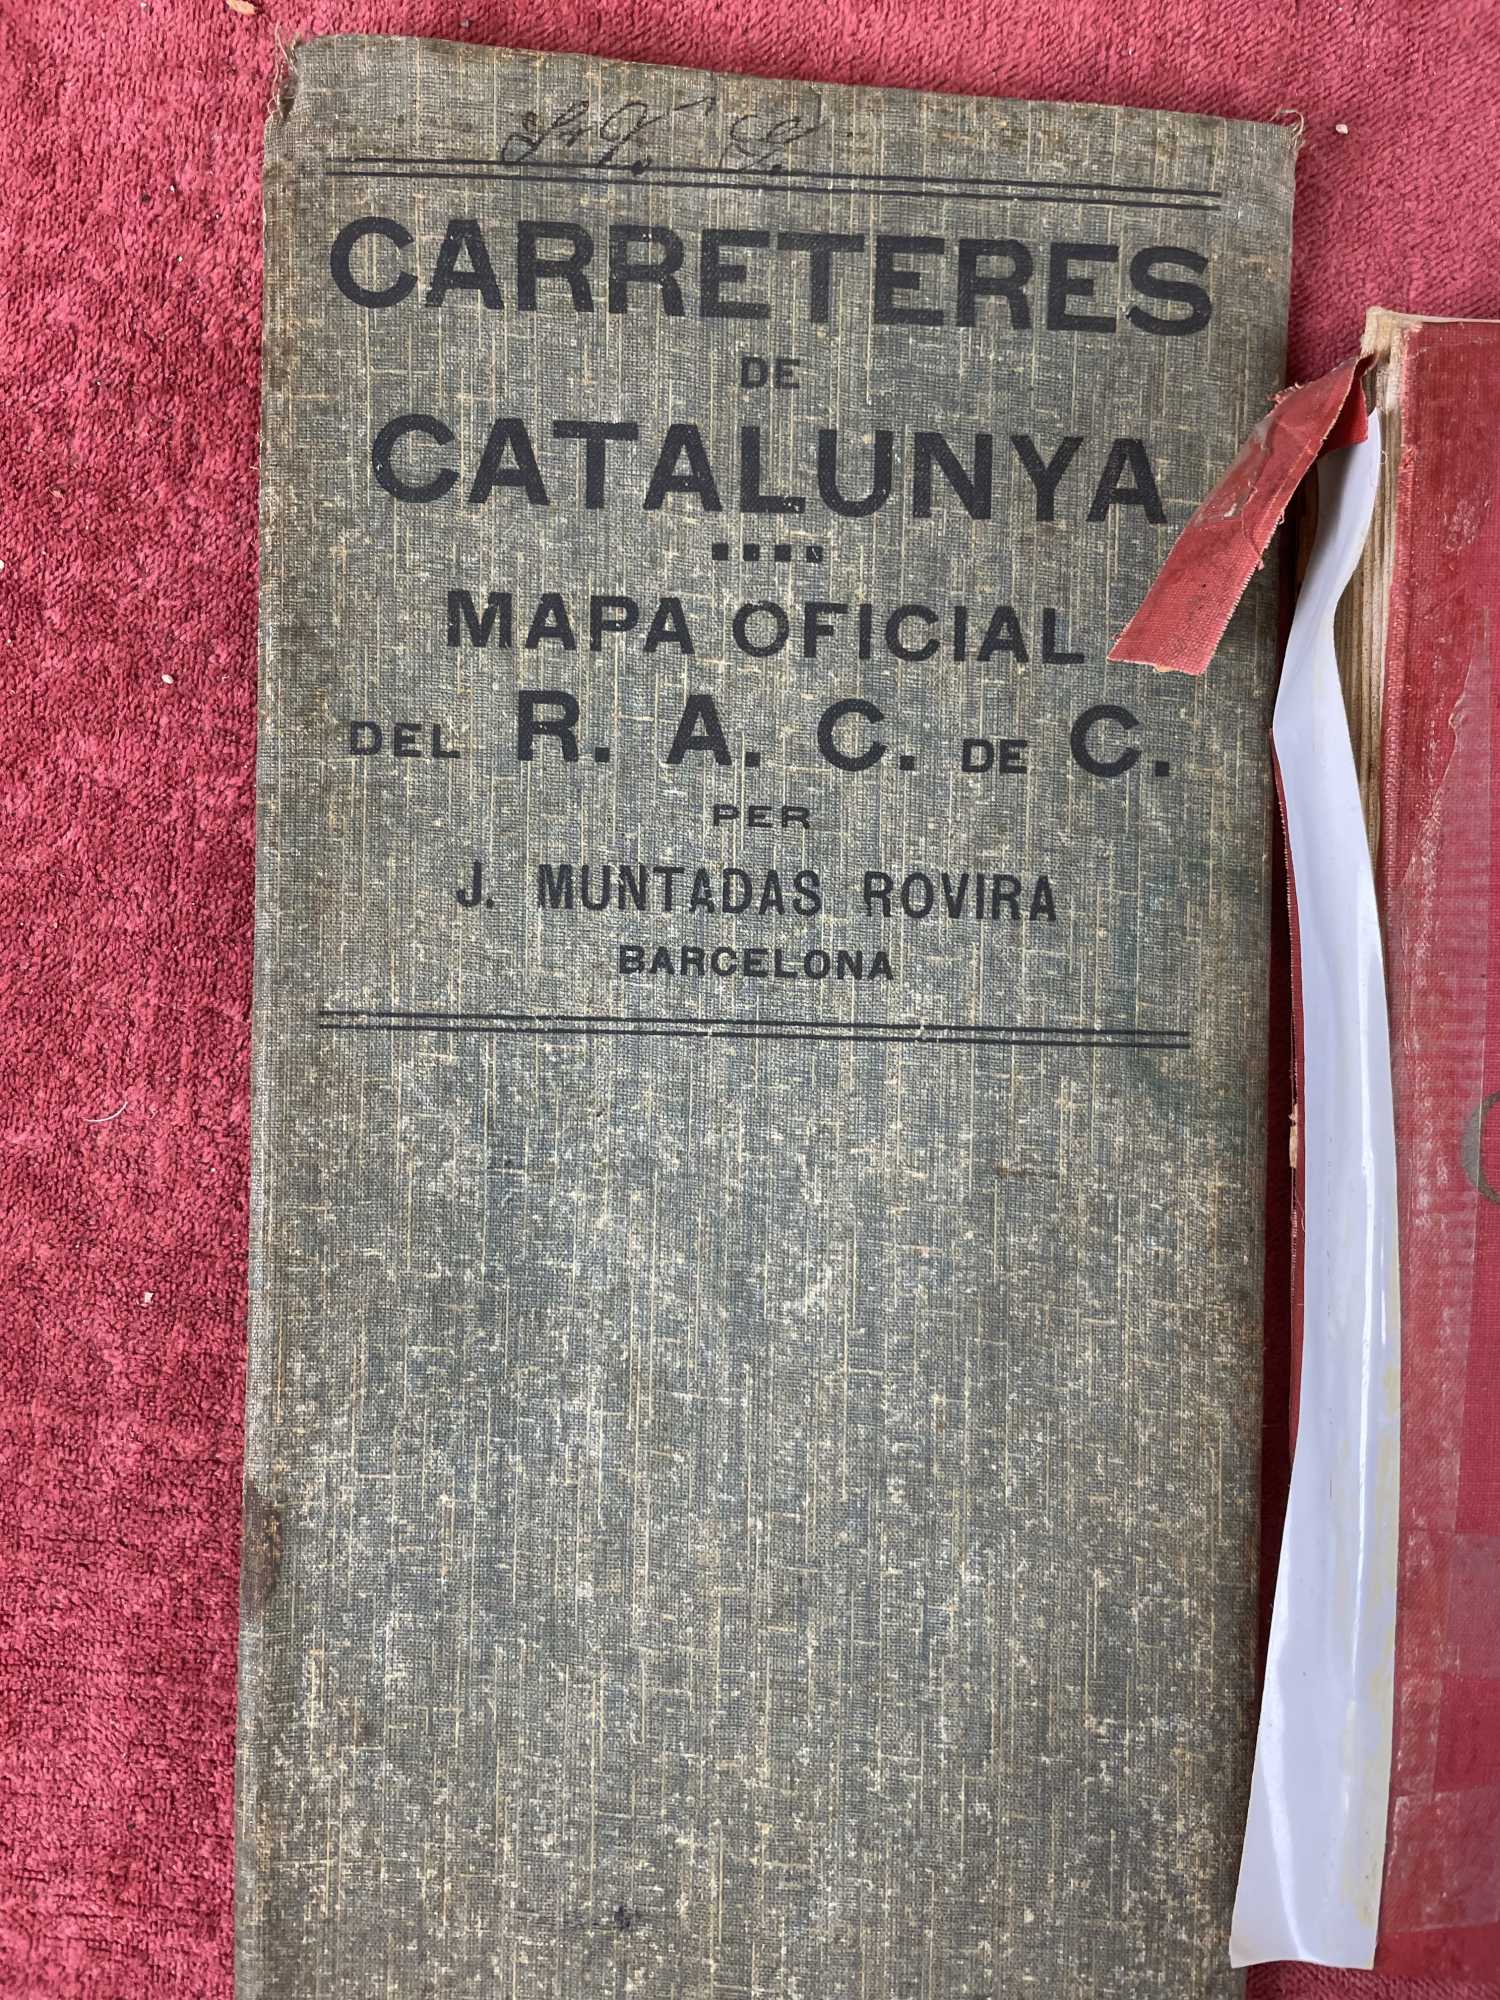 CARRETERES
DE
CATALUNYA
MAPA OFICIAL
DEL R. A. C. DE C.
PER
J. MUNTADAS ROVIRA
BARCELONA